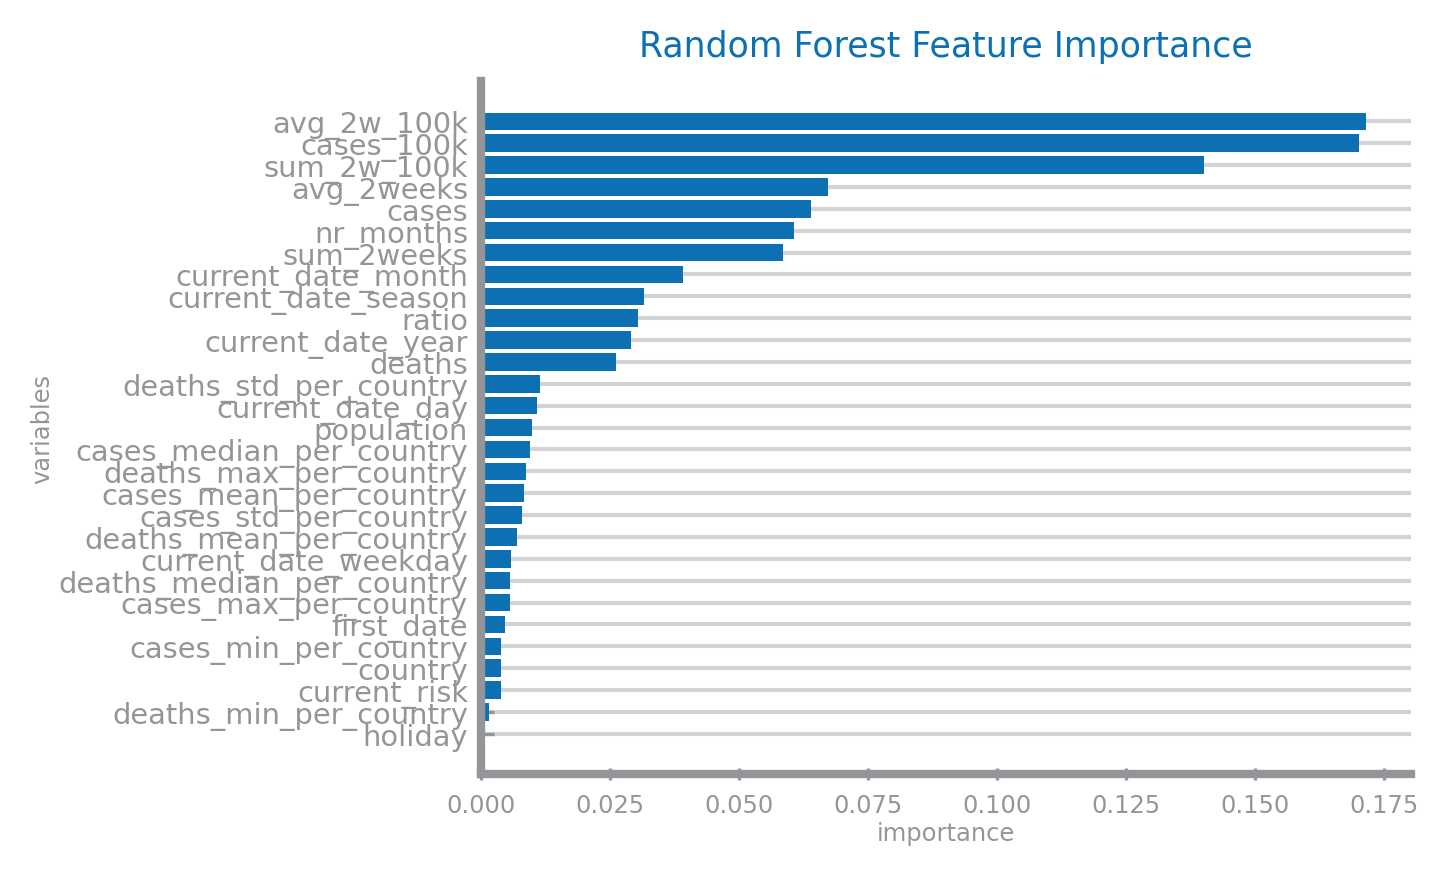 Random Forest Feature Importance
avg_2w_100k
cases_100k
sum_2w_100k
avg_2weeks
cases
nr_months
sum_2weeks
current_date_month
current_date_season
ratio
current_date_year
deaths
deaths_std_per_country
current_date_day
population
cases_median_per_country
deaths_max_per_country
cases_mean_per_country
cases_std_per_country
deaths_mean_per_country
current_date_weekday
deaths_median_per_country
cases_max_per_country
first_date
cases_min_per_country
country
current_risk
deaths_min_per_country
holiday
variables
0.000 0.025 0.050 0.075 0.100 0.125 0.150 0.175
importance